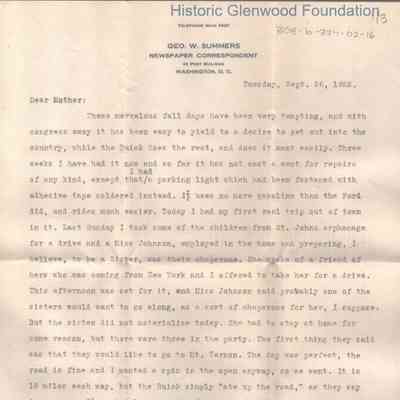 Historic Glenwood Foundation
TELEPHONE MAIN
GEO. W. SUMMERS
NEWSPAPER CORRESPONDENT
POST BUILDING
WASHINGTON, D. C.
Tuesday, Sept. 26, 1922.
Dear Mother:
These marvelous fall days have been very tempting, and with
congress away it has been easy to yield to a desire to get out into the
country, while the Buick does the rest, and does it most easily. Three
weeks I have had it now and so far it has not cost a cent for repairs
I had
of any kind, except that a parking light which had been fastened with
adhesive tape soldered instead. It uses no more gasoline than the Ford
did, and rides much easier. Today I had my first real trip out of town
in it. Last Sunday I took some of the children from St. Johns orphanage
for a drive and a Miss Johnson, employed in the home and preparing, I
believe, to be a Sister, was their chaperone. She spoke of a friend of
hers who was coming from New York and I offered to take her for a drive.
This afternoon was set for it, and Miss Johnson said probably one of the
sisters would want to go along, as a sort of chaperone for her, I suppose.
But the sister did not materialize today. She had to stay at home for
some reason, but there were three in the party. The first thing they said
was that they would like to go to Mt. Vernon. The day was perfect, the
road is fine and I wanted a spin in the open anyway, so we went. It is
18 miles each way, but the Buick simply "ate up the road," as they say